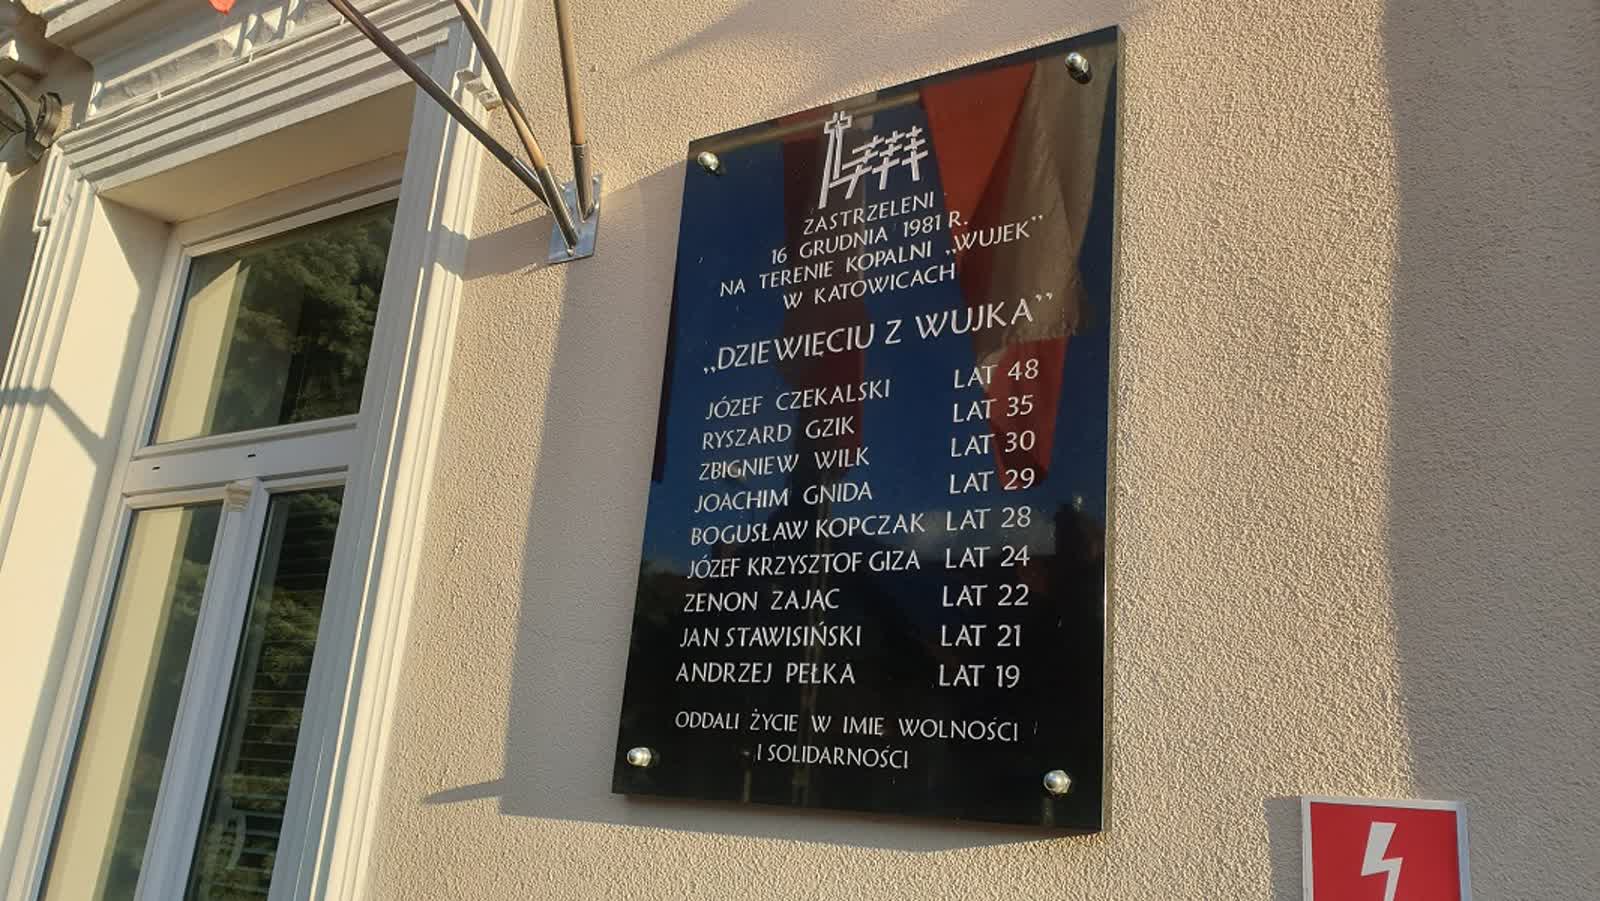 ZASTRZELENI
16 GRUDNIA 1981 R.
NA TERENIE KOPALNI „WUJEK”
W KATOWICACH
„DZIEWIĘCIU Z WUJKA”
JÓZEF CZEKALSKI LAT 48
RYSZARD GZIK LAT 35
ZBIGNIEW WILK LAT 30
JOACHIM GNIDA LAT 29
BOGUSŁAW KOPCZAK LAT 28
JÓZEF KRZYSZTOF GIZA LAT 24
ZENON ZAJĄC LAT 22
JAN STAWISIŃSKI LAT 21
ANDRZEJ PEŁKA LAT 19
ODDALI ŻYCIE W IMIĘ WOLNOŚCI
I SOLIDARNOŚCI